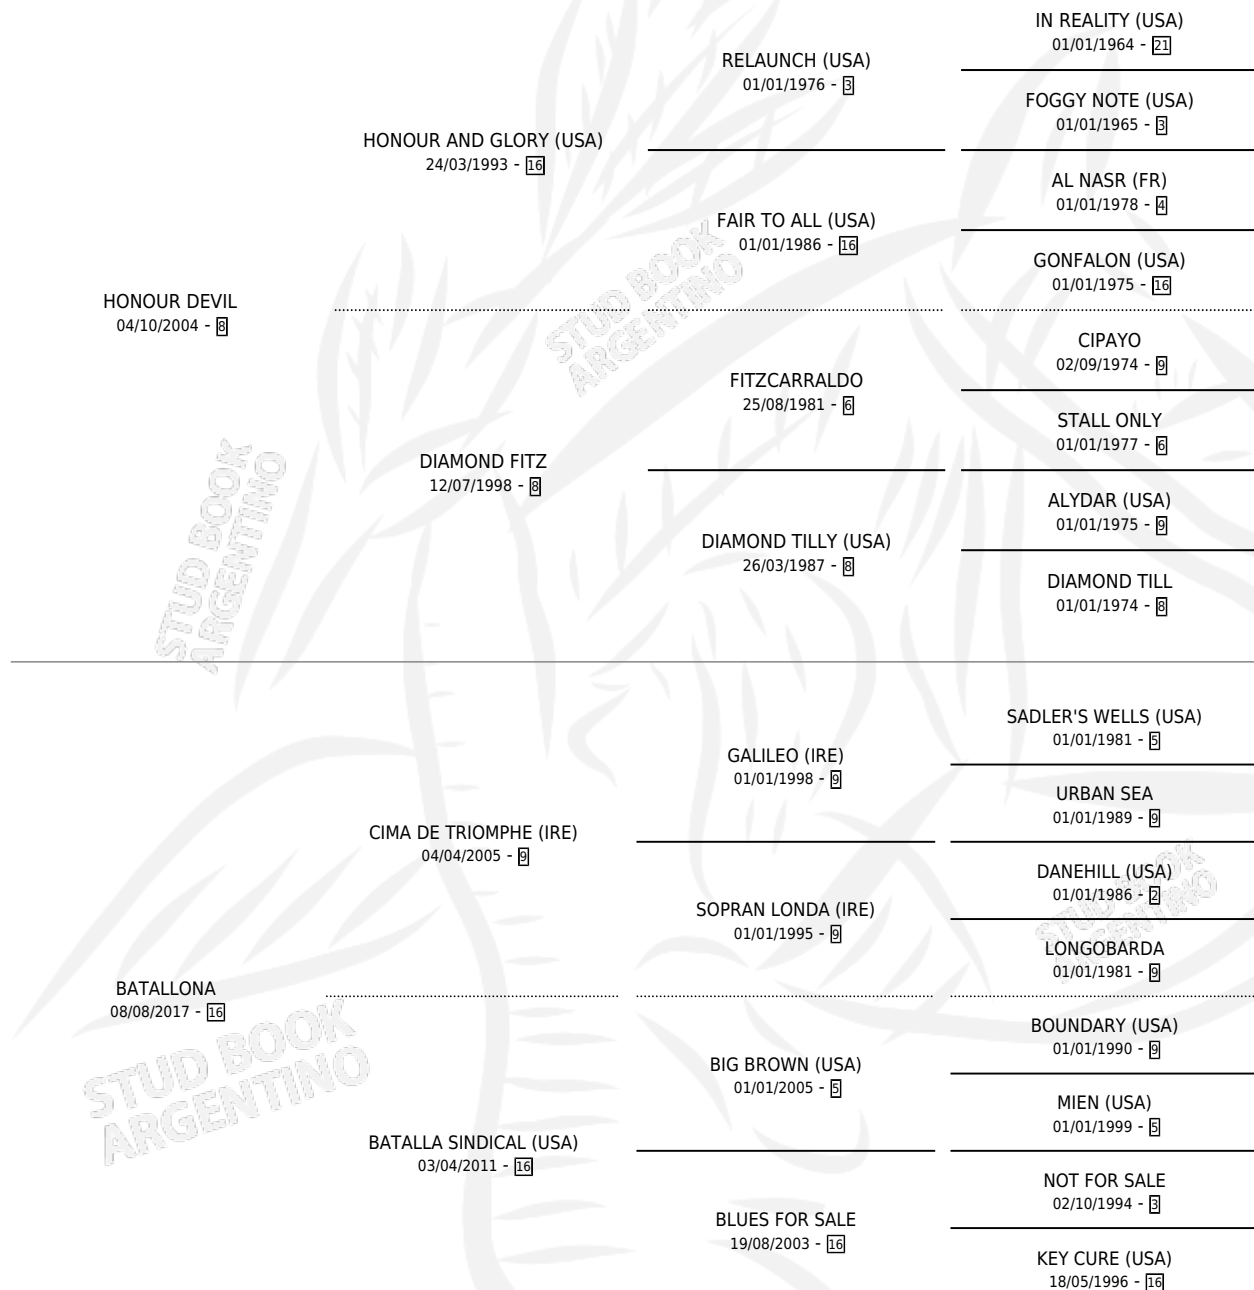 IN REALITY (USA)
01/01/1964 - 21
RELAUNCH (USA)
01/01/1976 - 3
FOGGY NOTE (USA)
01/01/1965 - 3
HONOUR AND GLORY (USA)
24/03/1993 - 16
AL NASR (FR)
01/01/1978 - 4
FAIR TO ALL (USA)
01/01/1986 - 16
GONFALON (USA)
01/01/1975 - 16
HONOUR DEVIL
04/10/2004 - 8
CIPAYO
02/09/1974 - 9
FITZCARRALDO
25/08/1981 - 6
STALL ONLY
01/01/1977 - 6
DIAMOND FITZ
12/07/1998 - 8
ALYDAR (USA)
01/01/1975 - 9
DIAMOND TILLY (USA)
26/03/1987 - 8
DIAMOND TILL
01/01/1974 - 8
SADLER'S WELLS (USA)
01/01/1981 - 5
GALILEO (IRE)
01/01/1998 - 9
URBAN SEA
01/01/1989 - 9
CIMA DE TRIOMPHE (IRE)
04/04/2005 - 9
DANEHILL (USA)
01/01/1986 - 2
SOPRAN LONDA (IRE)
01/01/1995 - 9
LONGOBARDA
01/01/1981 - 9
BATALLONA
08/08/2017 - 16
BOUNDARY (USA)
01/01/1990 - 9
BIG BROWN (USA)
01/01/2005 - 5
MIEN (USA)
01/01/1999 - 5
BATALLA SINDICAL (USA)
03/04/2011 - 16
NOT FOR SALE
02/10/1994 - 3
BLUES FOR SALE
19/08/2003 - 16
KEY CURE (USA)
18/05/1996 - 16
STUD BOOK
ARGENTINO
STUD BOOK
ARGENTINO
STUD BOOK
ARGENTINO
STUD BOOK
ARGENTINO